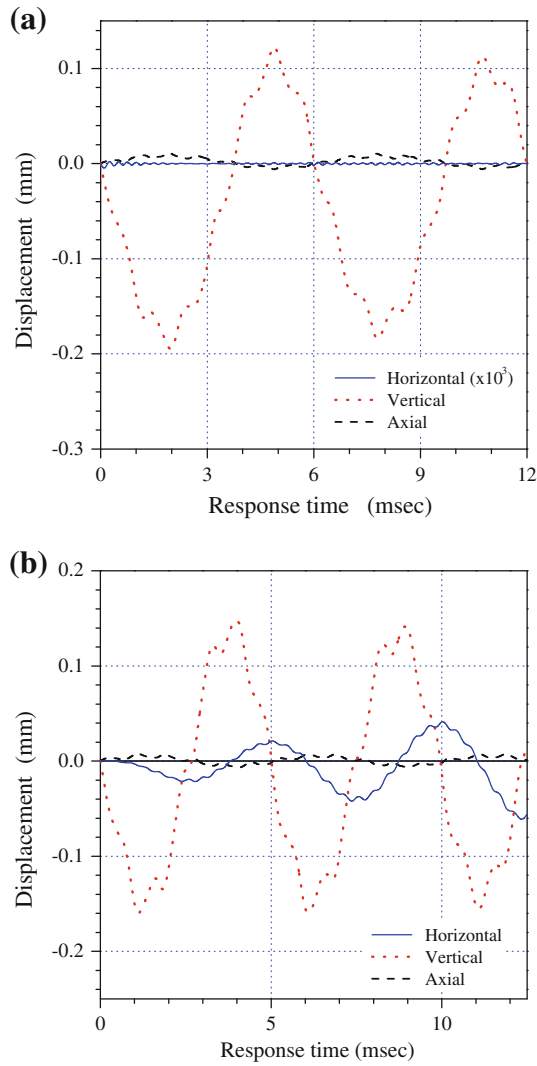 (a)
0.1
0.0
-0.1
-0.2
-0.3
Displacement (mm)
Horizontal (x10³)
Vertical
Axial
0 3 6 9 12
Response time (msec)
(b)
0.2
0.1
0.0
-0.1
-0.2
Displacement (mm)
Horizontal
Vertical
Axial
0 5 10
Response time (msec)